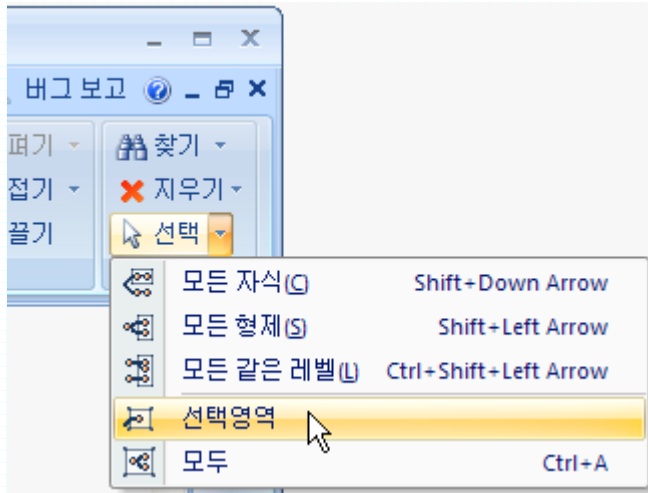 버그 보고
펴기 찾기
접기 지우기
끌기 선택
모든 자식(C) Shift+Down Arrow
모든 형제(S) Shift+Left Arrow
모든 같은 레벨(L) Ctrl+Shift+Left Arrow
선택영역
모두 Ctrl+A